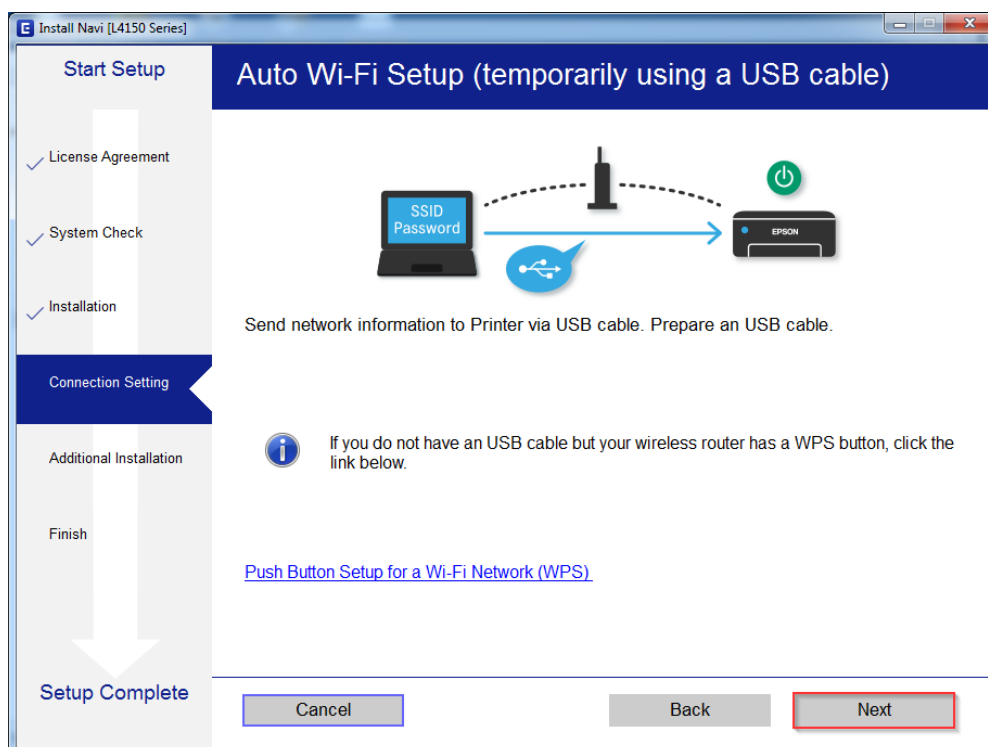 Install Navi [L4150 Series]
Start Setup
License Agreement
System Check
Installation
Connection Setting
Additional Installation
Finish
Setup Complete
Auto Wi-Fi Setup (temporarily using a USB cable)
SSID
Password
EPSON
Send network information to Printer via USB cable. Prepare an USB cable.
If you do not have an USB cable but your wireless router has a WPS button, click the
link below.
Push Button Setup for a Wi-Fi Network (WPS)
Cancel
Back
Next